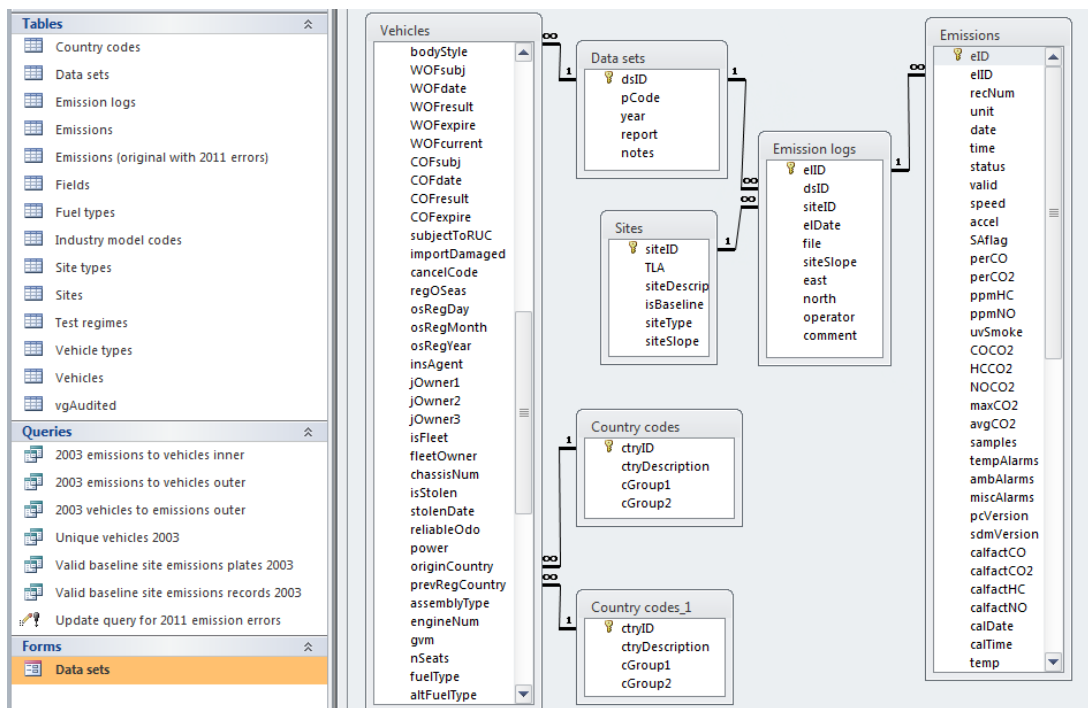 Tables
Country codes
Data sets
Emission logs
Emissions
Emissions (original with 2011 errors)
Fields
Fuel types
Industry model codes
Site types
Sites
Test regimes
Vehicle types
Vehicles
vgAudited
Queries
2003 emissions to vehicles inner
2003 emissions to vehicles outer
2003 vehicles to emissions outer
Unique vehicles 2003
Valid baseline site emissions plates 2003
Valid baseline site emissions records 2003
Update query for 2011 emission errors
Forms
Data sets
Vehicles
bodyStyle
WOFsubj
WOFdate
WOFresult
WOFexpire
WOFcurrent
COFsubj
COFdate
COFresult
COFexpire
subjectToRUC
importDamaged
cancelCode
regOSeas
osRegDay
osRegMonth
osRegYear
insAgent
jOwner1
jOwner2
jOwner3
isFleet
fleetOwner
chassisNum
isStolen
stolenDate
reliableOdo
power
originCountry
prevRegCountry
assemblyType
engineNum
gvm
nSeats
fuelType
altFuelType
∞
1
Data sets
dsID
pCode
year
report
notes
1
∞
∞
Sites
siteID
TLA
siteDescrip
isBaseline
siteType
siteSlope
1
Emission logs
elID
dsID
siteID
elDate
file
siteSlope
east
north
operator
comment
1
∞
Country codes
ctryID
ctryDescription
cGroup1
cGroup2
1
∞
∞
Country codes_1
ctryID
ctryDescription
cGroup1
cGroup2
1
Emissions
eID
elID
recNum
unit
date
time
status
valid
speed
accel
SAflag
perCO
perCO2
ppmHC
ppmNO
uvSmoke
COCO2
HCCO2
NOCO2
maxCO2
avgCO2
samples
tempAlarms
ambAlarms
miscAlarms
pcVersion
sdmVersion
calfactCO
calfactCO2
calfactHC
calfactNO
calDate
calTime
temp